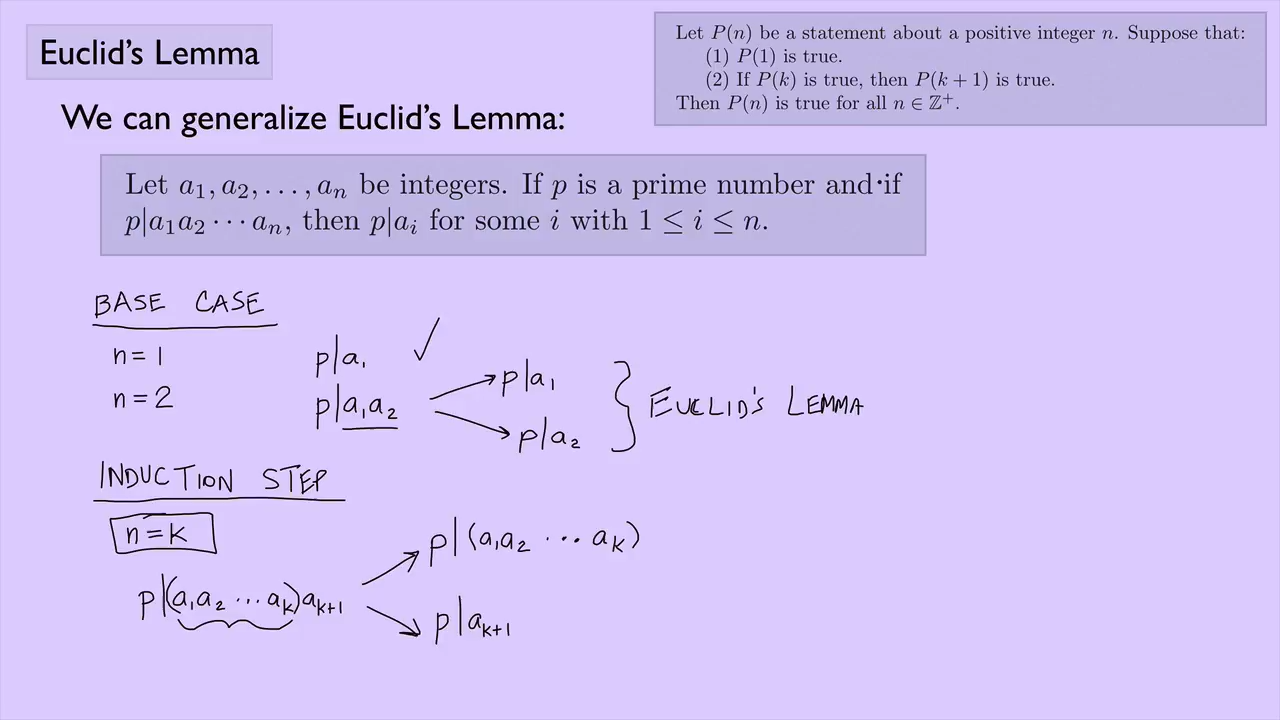 Euclid's Lemma
Let P(n) be a statement about a positive integer n. Suppose that:
(1) P(1) is true.
(2) If P(k) is true, then P(k + 1) is true.
Then P(n) is true for all n ∈ ℤ⁺.
We can generalize Euclid's Lemma:
Let a₁, a₂, . . . , aₙ be integers. If p is a prime number and if
p|a₁a₂ ⋯ aₙ, then p|aᵢ for some i with 1 ≤ i ≤ n.
BASE CASE
n = 1 p|a₁ ✓
n = 2 p|a₁a₂ → p|a₁
→ p|a₂
} EUCLID'S LEMMA
INDUCTION STEP
n = k
p|(a₁a₂ ⋯ aₖ)aₖ₊₁ → p|(a₁a₂ ⋯ aₖ)
→ p|aₖ₊₁